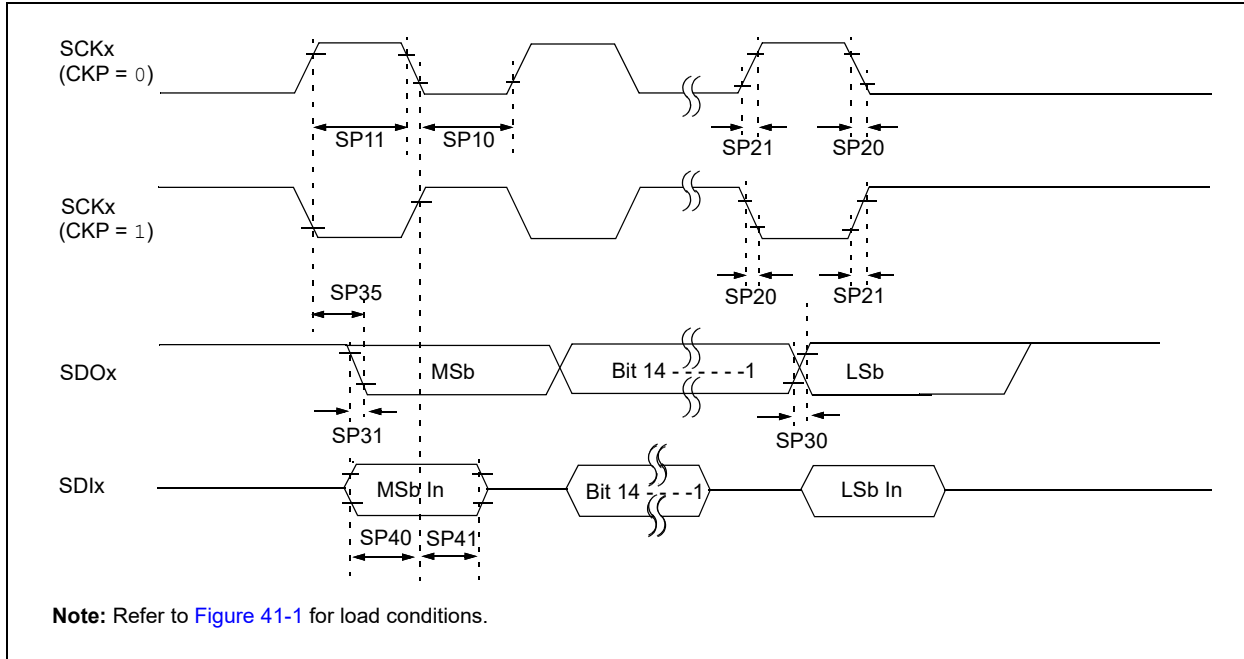 SCKx
(CKP = 0)
SP11
SP10
SP21
SP20
SCKx
(CKP = 1)
SP35
SP20
SP21
SDOx
MSb
Bit 14 - - - - - -1
LSb
SP31
SP30
SDIx
MSb In
Bit 14 - - - - -1
LSb In
SP40
SP41
Note: Refer to Figure 41-1 for load conditions.